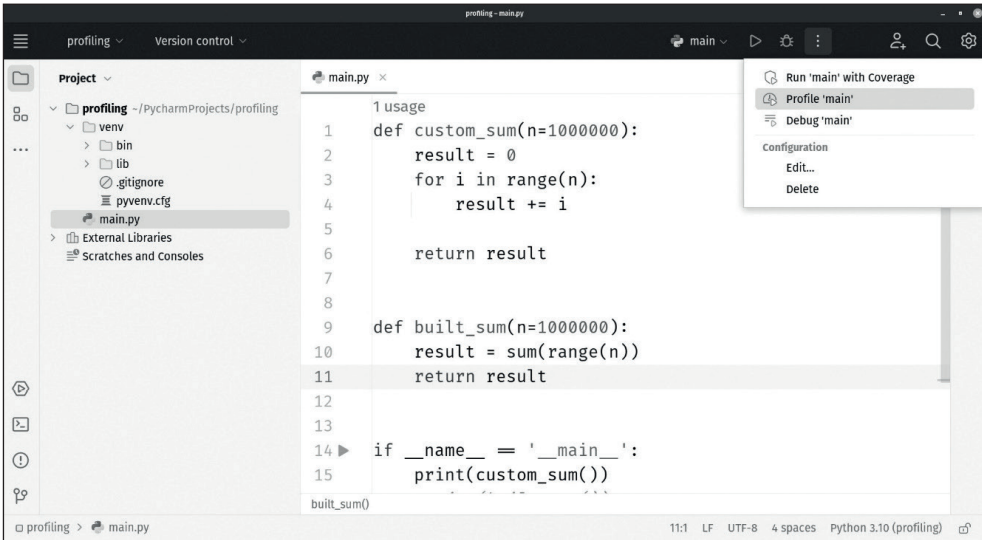 profiling – main.py
profiling
Version control
main
Project
profiling ~/PycharmProjects/profiling
venv
bin
lib
.gitignore
pyvenv.cfg
main.py
External Libraries
Scratches and Consoles
main.py ×
1 usage
1 def custom_sum(n=1000000):
2 result = 0
3 for i in range(n):
4 result += i
5
6 return result
7
8
9 def built_sum(n=1000000):
10 result = sum(range(n))
11 return result
12
13
14 if __name__ == '__main__':
15 print(custom_sum())
built_sum()
Run 'main' with Coverage
Profile 'main'
Debug 'main'
Configuration
Edit...
Delete
profiling > main.py
11:1 LF UTF-8 4 spaces Python 3.10 (profiling)